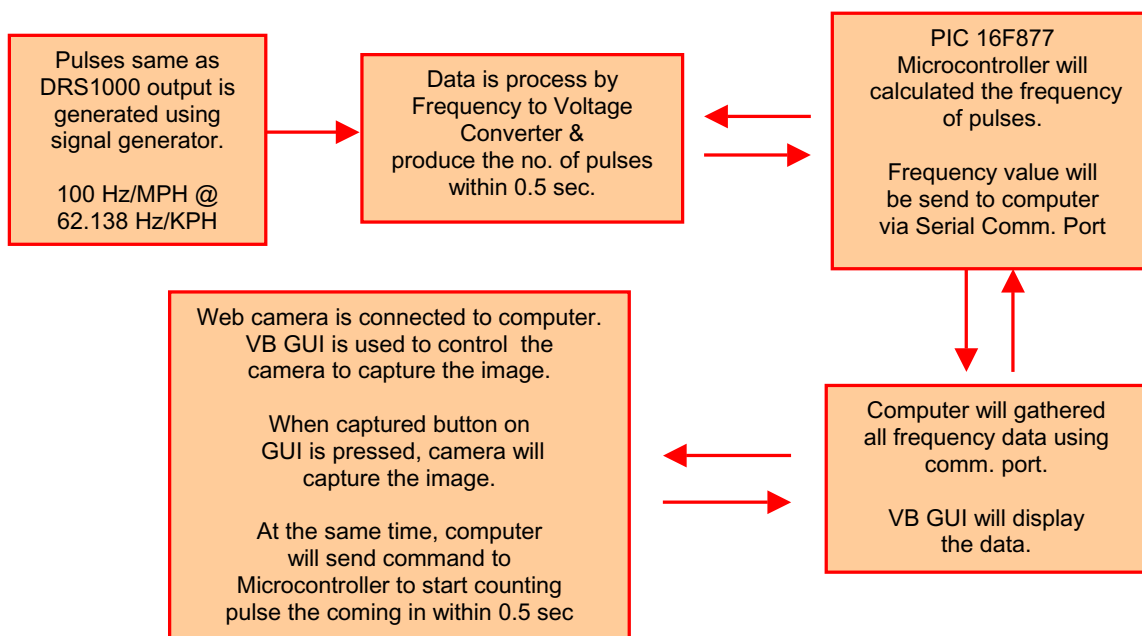 Pulses same as
DRS1000 output is
generated using
signal generator.
100 Hz/MPH @
62.138 Hz/KPH
Data is process by
Frequency to Voltage
Converter &
produce the no. of pulses
within 0.5 sec.
PIC 16F877
Microcontroller will
calculated the frequency
of pulses.
Frequency value will
be send to computer
via Serial Comm. Port
Web camera is connected to computer.
VB GUI is used to control the
camera to capture the image.
When captured button on
GUI is pressed, camera will
capture the image.
At the same time, computer
will send command to
Microcontroller to start counting
pulse the coming in within 0.5 sec
Computer will gathered
all frequency data using
comm. port.
VB GUI will display
the data.